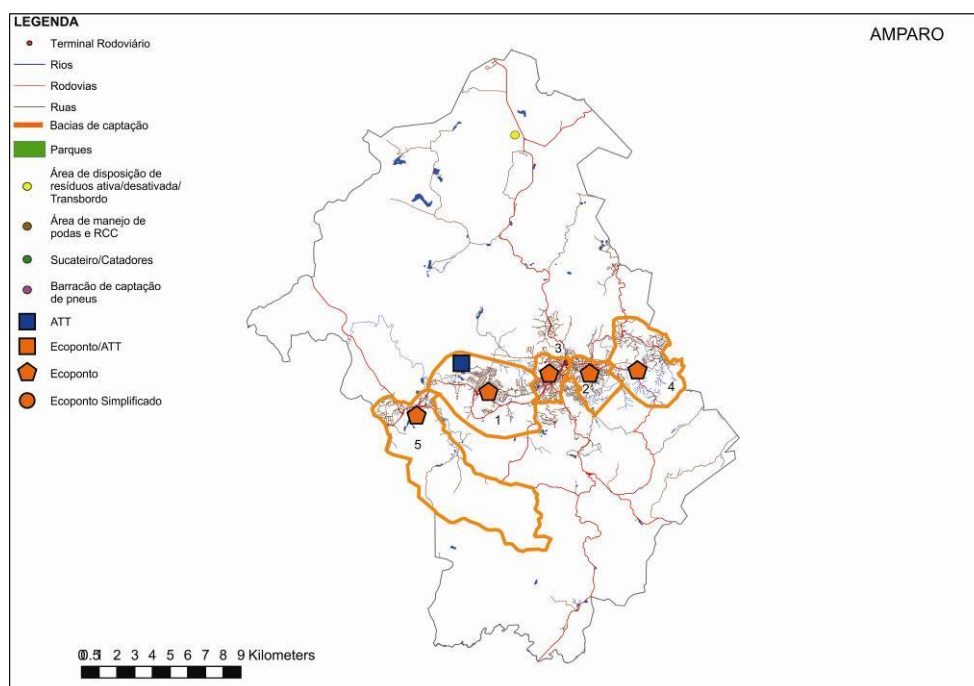 LEGENDA
Terminal Rodoviário
Rios
Rodovias
Ruas
Bacias de captação
Parques
Área de disposição de
resíduos ativa/desativada/
Transbordo
Área de manejo de
podas e RCC
Sucateiro/Catadores
Barracão de captação
de pneus
ATT
Ecoponto/ATT
Ecoponto
Ecoponto Simplificado
AMPARO
3
2
4
1
5
0 0.5 1 2 3 4 5 6 7 8 9 Kilometers